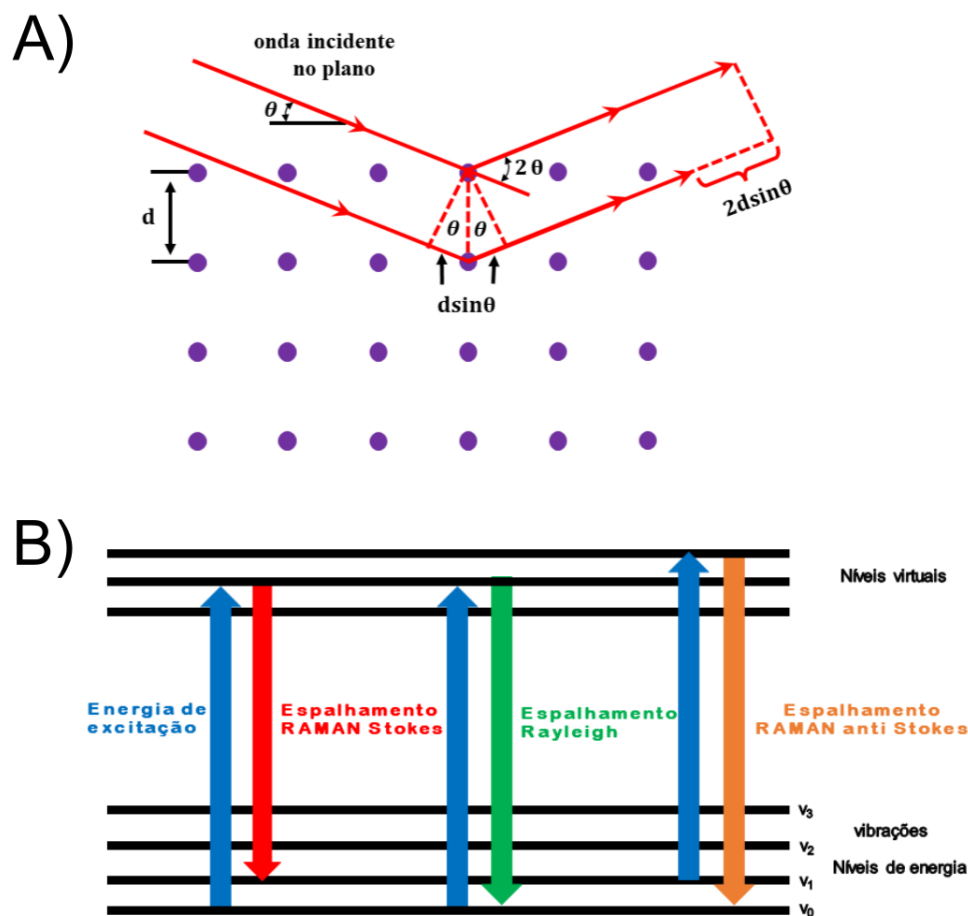 A)
onda incidente
no plano
θ
2θ
d
θ θ
2dsinθ
dsinθ
B)
Níveis virtuais
Energia de
excitação
Espalhamento
RAMAN Stokes
Espalhamento
Rayleigh
Espalhamento
RAMAN anti Stokes
v3
vibrações
v2
Níveis de energia
v1
v0